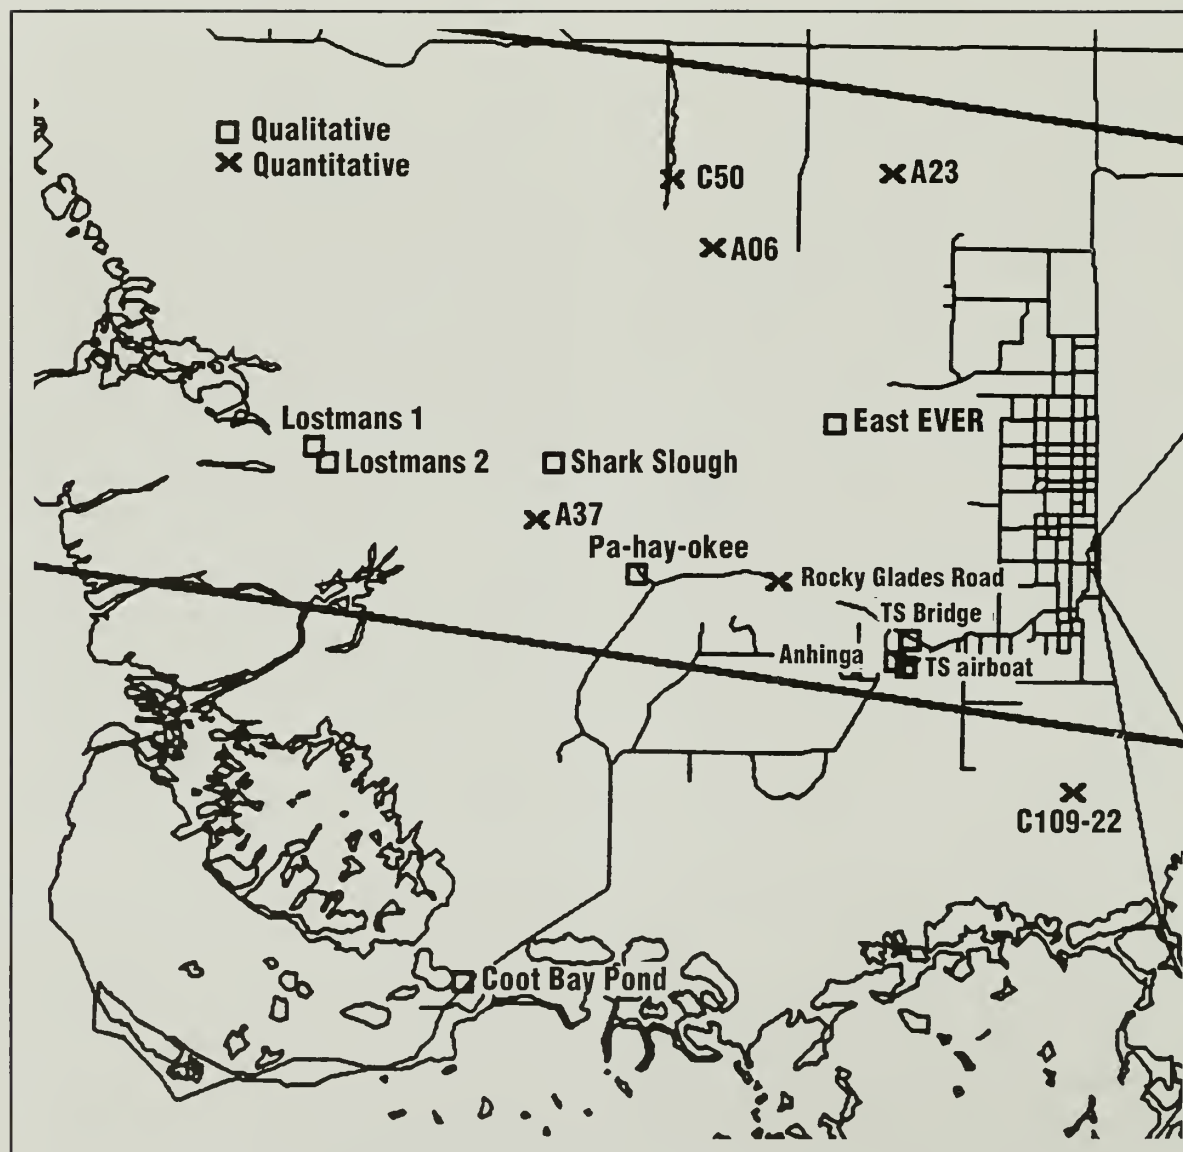 Qualitative
Quantitative
C50
A23
A06
Lostmans 1
East EVER
Lostmans 2
Shark Slough
A37
Pa-hay-okee
Rocky Glades Road
TS Bridge
Anhinga
TS airboat
C109-22
Coot Bay Pond